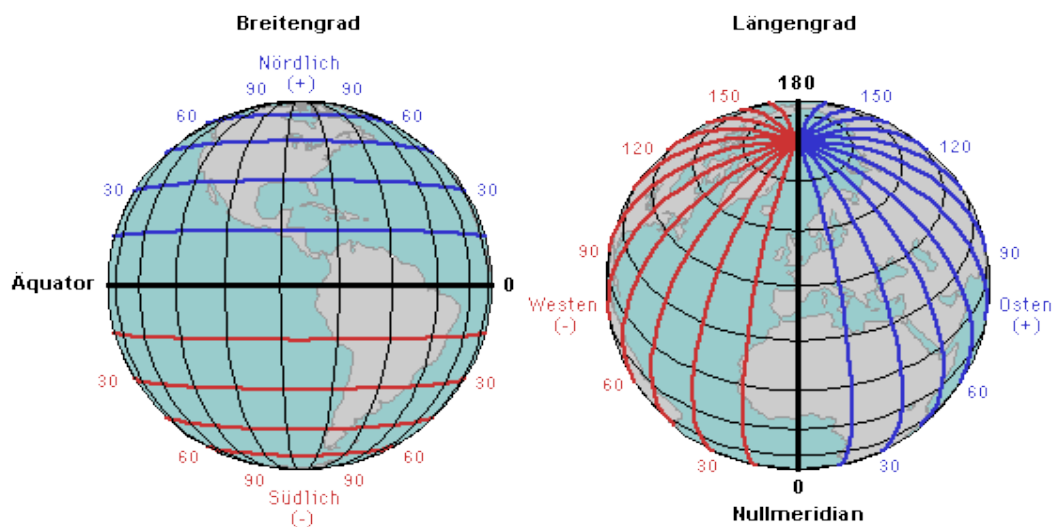 Breitengrad
Nördlich
(+)
90 90
60 60
30 30
Äquator 0
30 30
60 60
90 90
Südlich
(-)
Längengrad
180
150 150
120 120
90 90
Westen Osten
(-) (+)
60 60
30 30
0
Nullmeridian